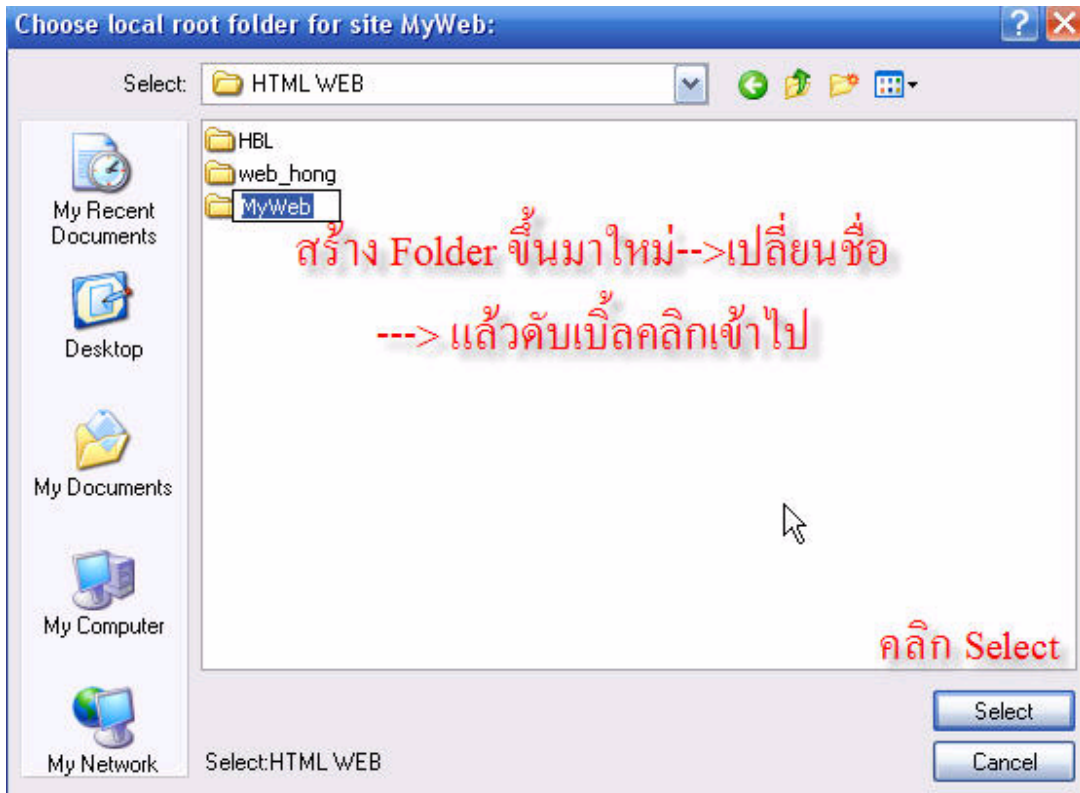 Choose local root folder for site MyWeb:
Select: HTML WEB
HBL
web_hong
MyWeb
สร้าง Folder ขึ้นมาใหม่-->เปลี่ยนชื่อ
---> แล้วดับเบิ้ลคลิกเข้าไป
My Recent
Documents
Desktop
My Documents
My Computer
My Network
คลิก Select
Select
Select:HTML WEB
Cancel